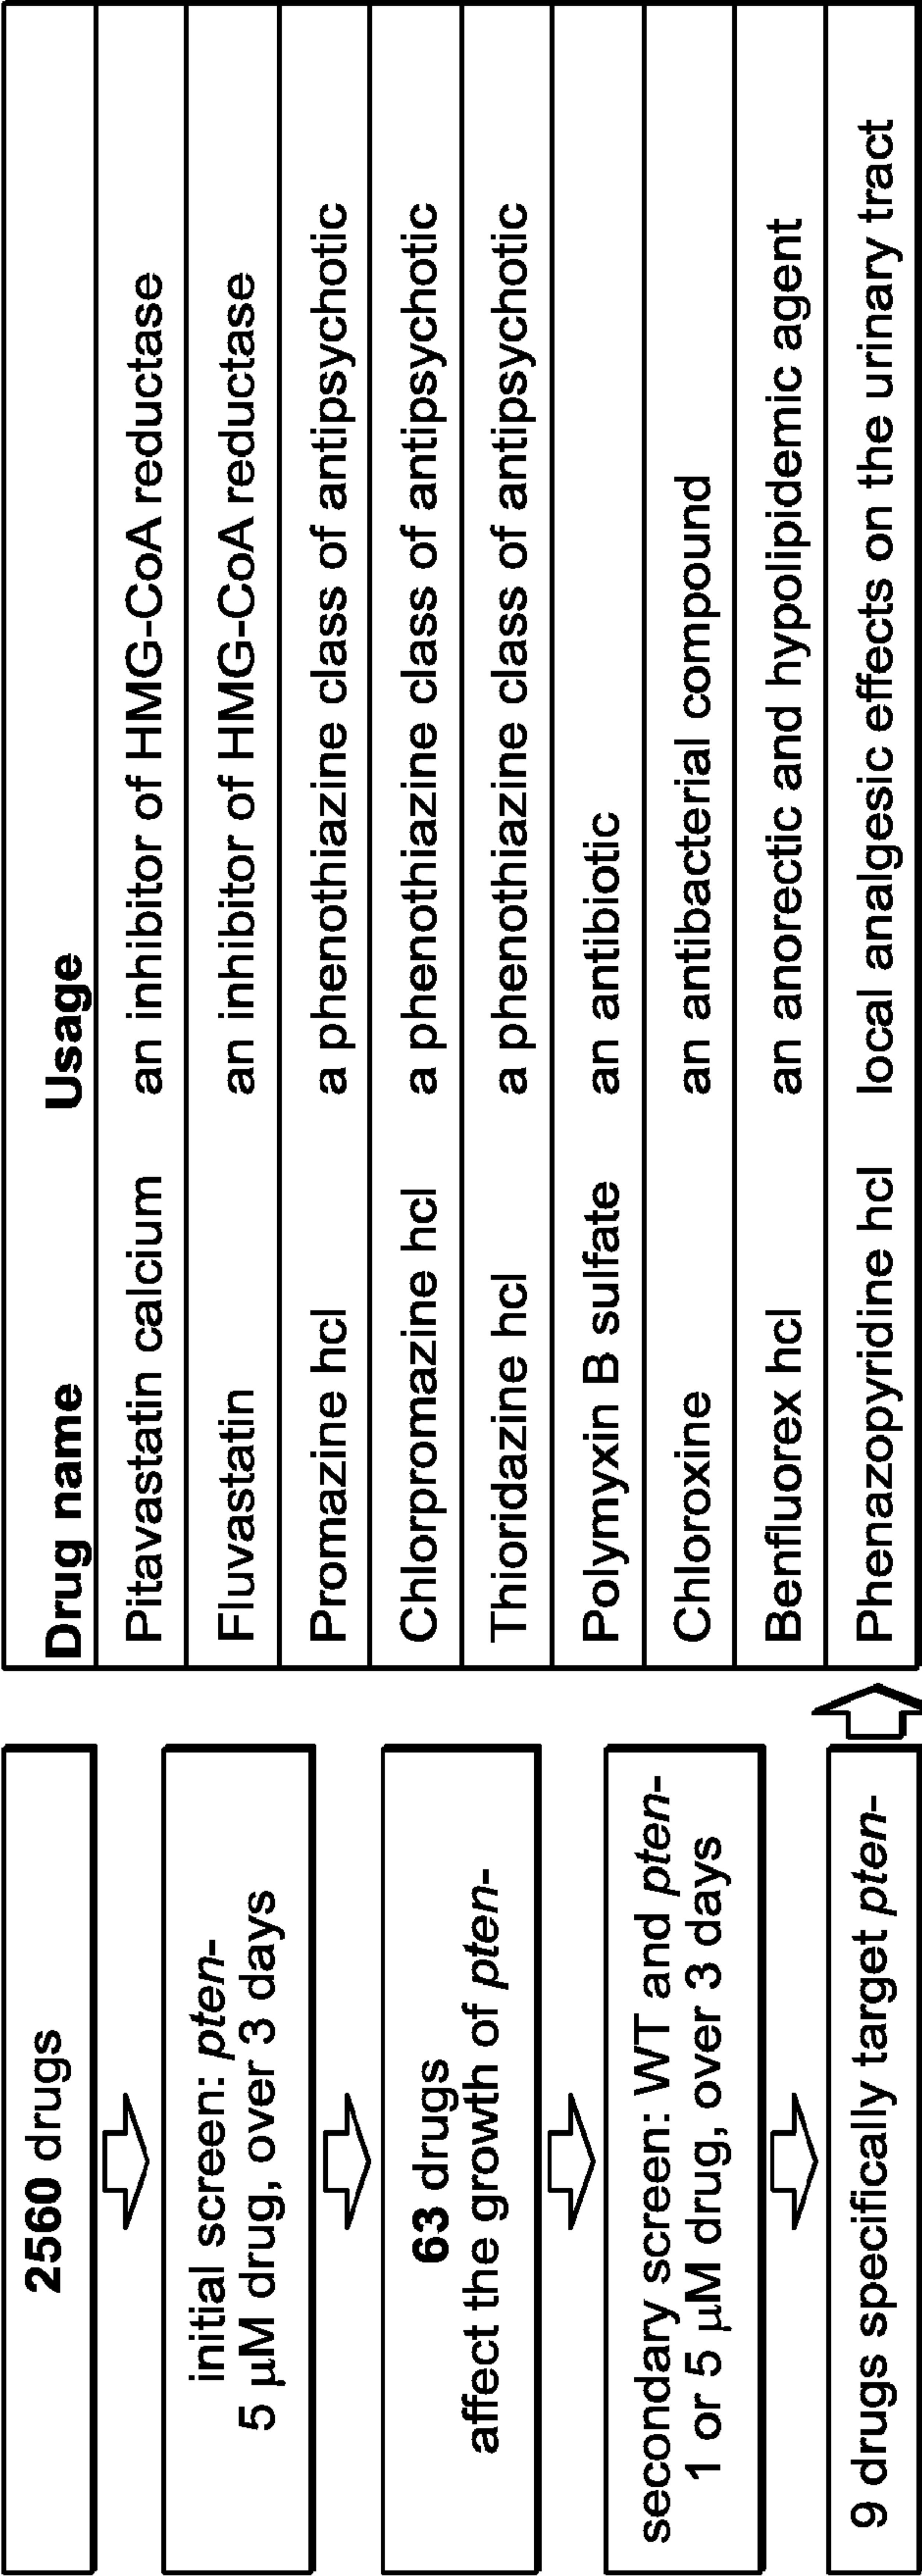 2560 drugs
initial screen: pten-
5 µM drug, over 3 days
63 drugs
affect the growth of pten-
secondary screen: WT and pten-
1 or 5 µM drug, over 3 days
9 drugs specifically target pten-
Drug name Usage
Pitavastatin calcium an inhibitor of HMG-CoA reductase
Fluvastatin an inhibitor of HMG-CoA reductase
Promazine hcl a phenothiazine class of antipsychotic
Chlorpromazine hcl a phenothiazine class of antipsychotic
Thioridazine hcl a phenothiazine class of antipsychotic
Polymyxin B sulfate an antibiotic
Chloroxine an antibacterial compound
Benfluorex hcl an anorectic and hypolipidemic agent
Phenazopyridine hcl local analgesic effects on the urinary tract